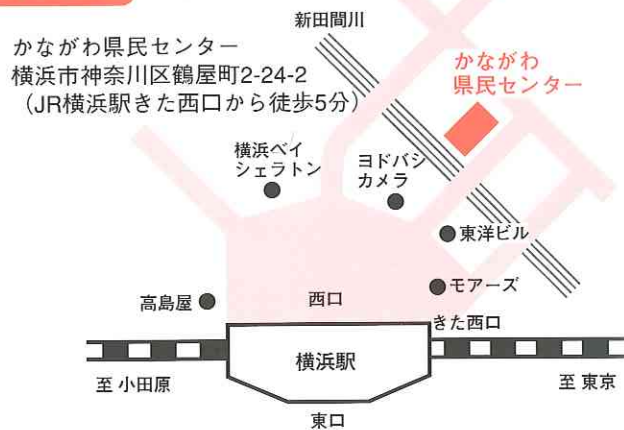 かながわ県民センター
横浜市神奈川区鶴屋町2-24-2
（JR横浜駅きた西口から徒歩5分）
新田間川
かながわ
県民センター
横浜ベイ
シェラトン
ヨドバシ
カメラ
東洋ビル
モアーズ
高島屋
西口
きた西口
横浜駅
至 小田原
至 東京
東口